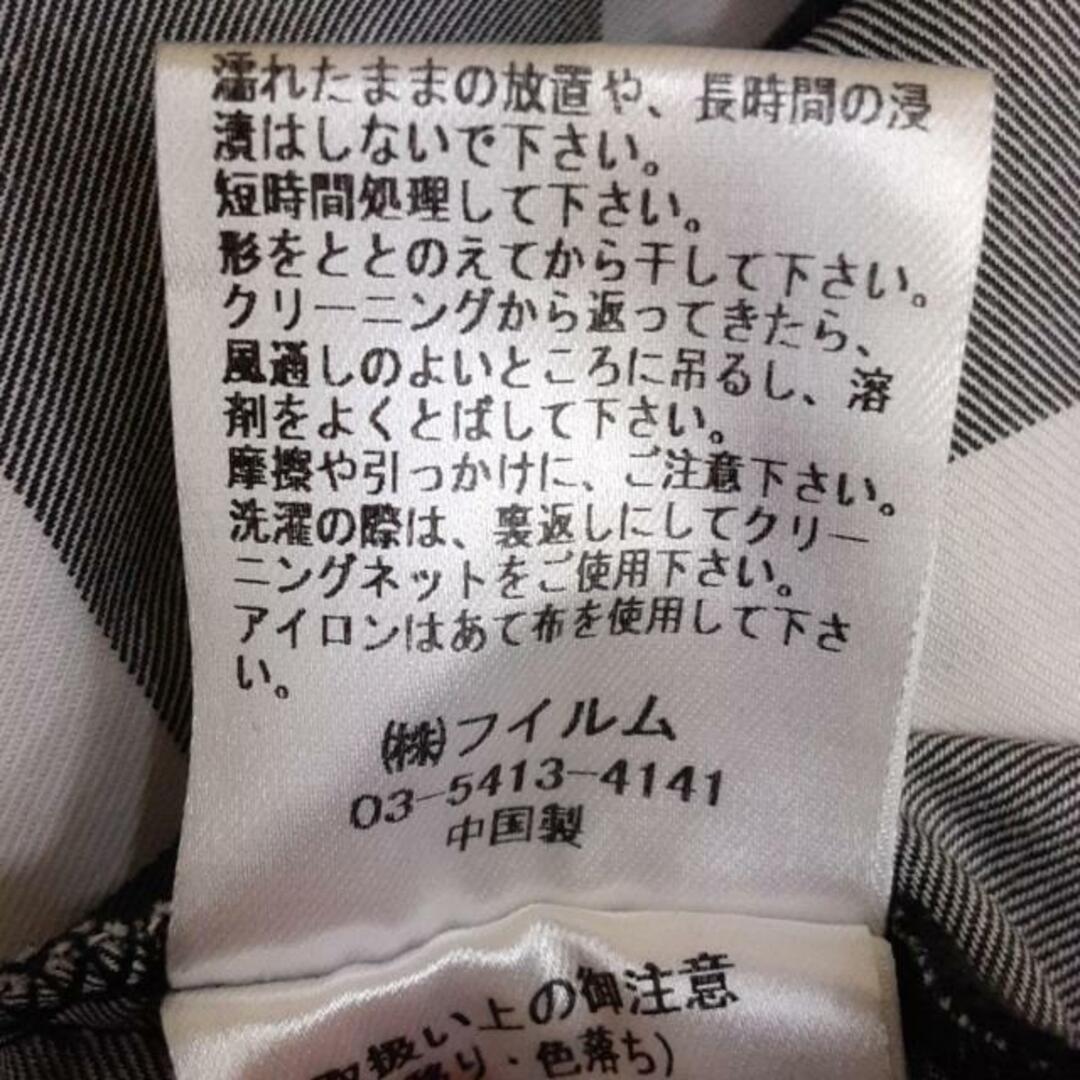 濡れたままの放置や、長時間の浸
漬はしないで下さい。
短時間処理して下さい。
形をととのえてから干して下さい。
クリーニングから返ってきたら、
風通しのよいところに吊るし、溶
剤をよくとばして下さい。
摩擦や引っかけに、ご注意下さい。
洗濯の際は、裏返しにしてクリー
ニングネットをご使用下さい。
アイロンはあて布を使用して下さ
い。
(株)フイルム
03-5413-4141
中国製
取扱い上の御注意
移り・色落ち)